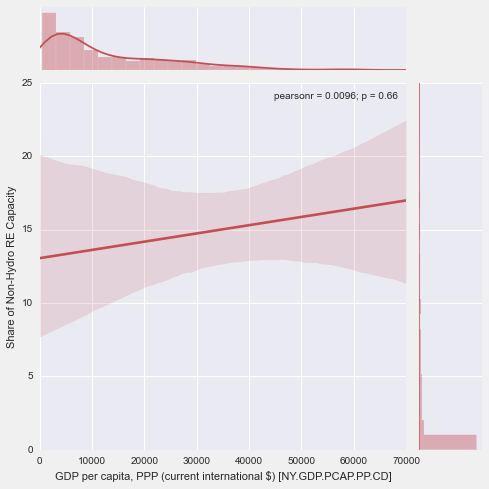 pearsonr = 0.0096; p = 0.66
25
20
15
10
5
0
Share of Non-Hydro RE Capacity
0 10000 20000 30000 40000 50000 60000 70000
GDP per capita, PPP (current international $) [NY.GDP.PCAP.PP.CD]